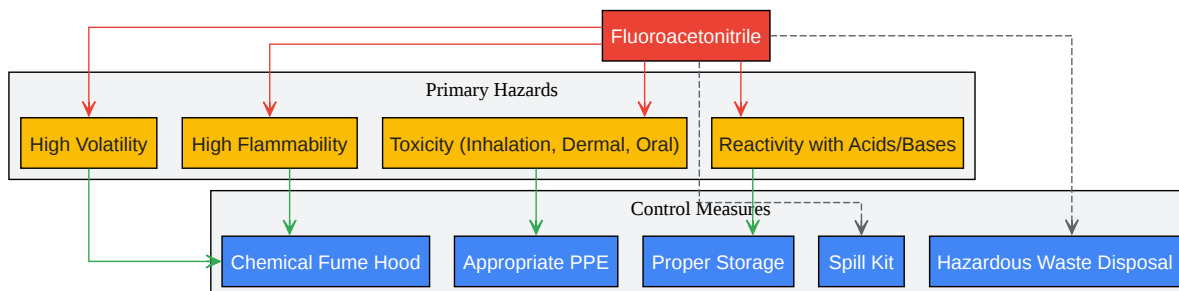 Fluoroacetonitrile
Primary Hazards
High Volatility
High Flammability
Toxicity (Inhalation, Dermal, Oral)
Reactivity with Acids/Bases
Control Measures
Chemical Fume Hood
Appropriate PPE
Proper Storage
Spill Kit
Hazardous Waste Disposal